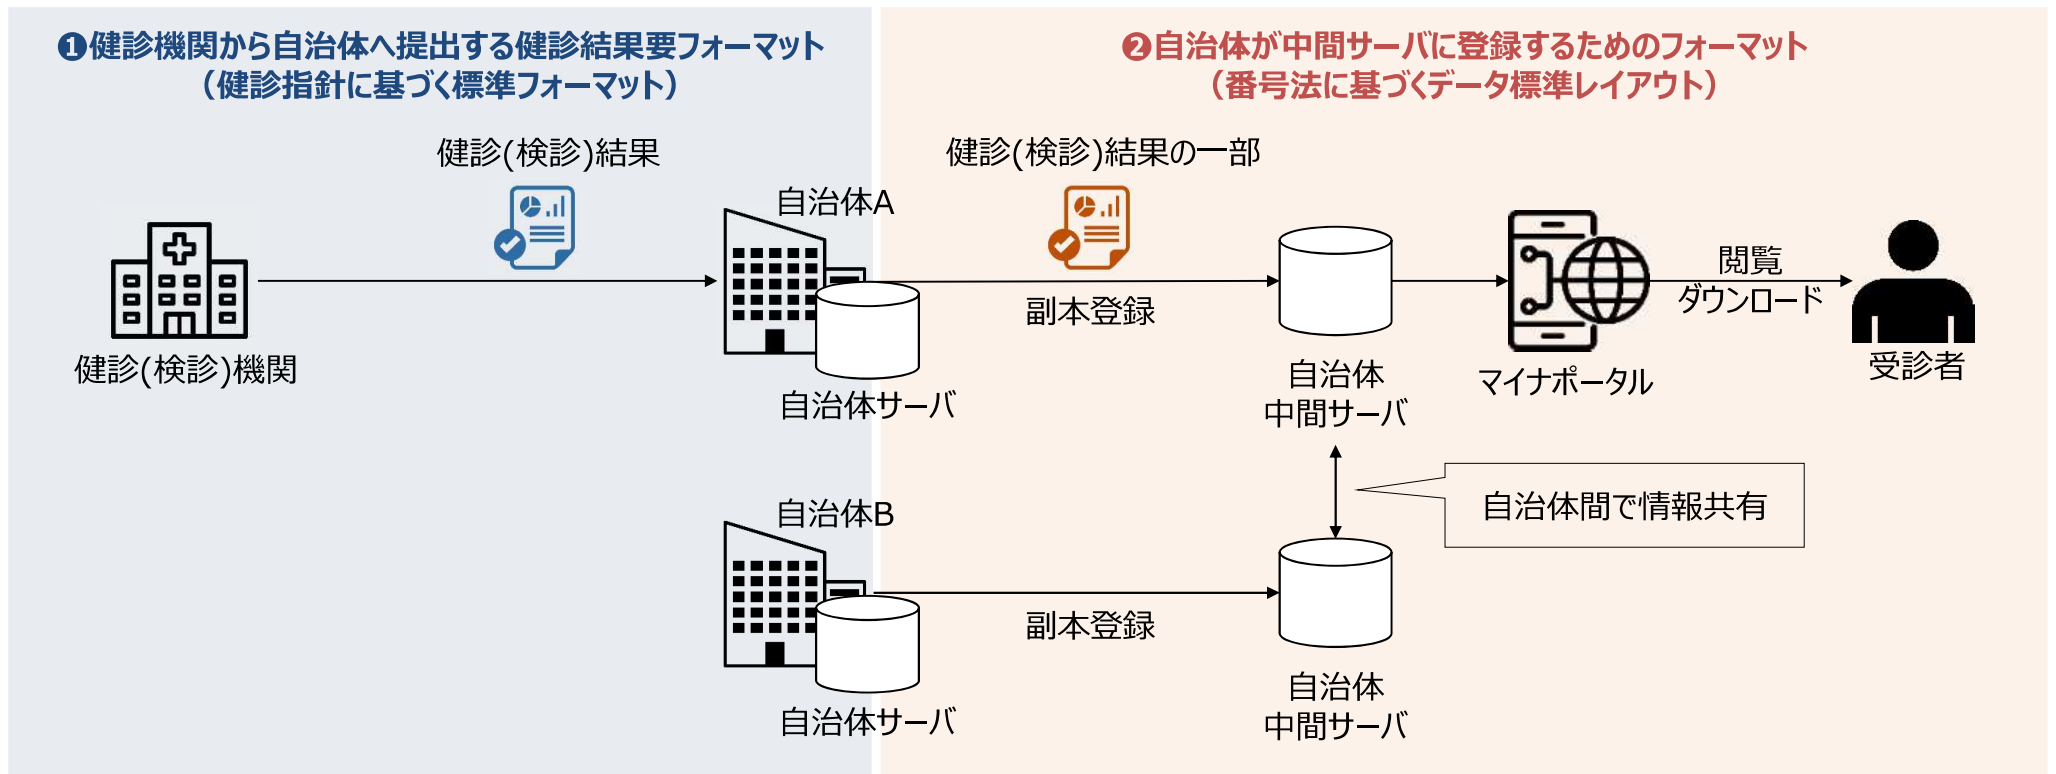 ❶健診機関から自治体へ提出する健診結果要フォーマット
（健診指針に基づく標準フォーマット）
❷自治体が中間サーバに登録するためのフォーマット
（番号法に基づくデータ標準レイアウト）
健診(検診)結果
健診(検診)結果の一部
自治体A
健診(検診)機関
自治体サーバ
副本登録
自治体
中間サーバ
マイナポータル
閲覧
ダウンロード
受診者
自治体間で情報共有
自治体B
自治体サーバ
副本登録
自治体
中間サーバ